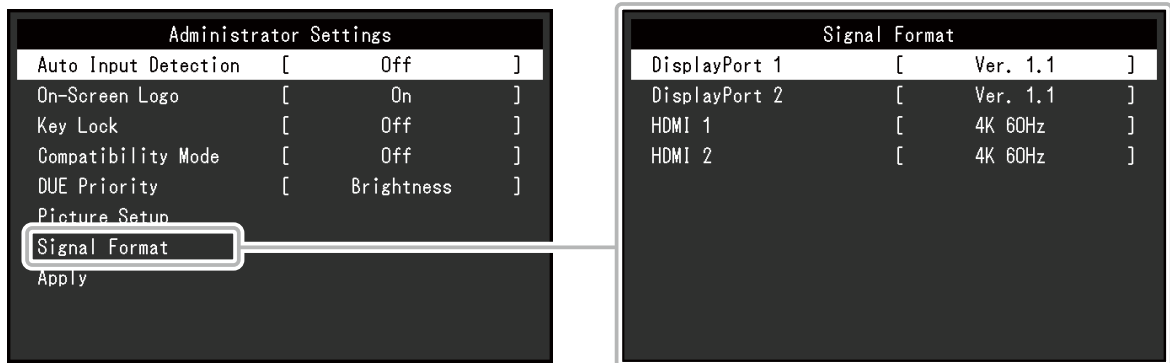 Administrator Settings
Auto Input Detection [ Off ]
On-Screen Logo [ On ]
Key Lock [ Off ]
Compatibility Mode [ Off ]
DUE Priority [ Brightness ]
Picture Setup
Signal Format
Apply
Signal Format
DisplayPort 1 [ Ver. 1.1 ]
DisplayPort 2 [ Ver. 1.1 ]
HDMI 1 [ 4K 60Hz ]
HDMI 2 [ 4K 60Hz ]